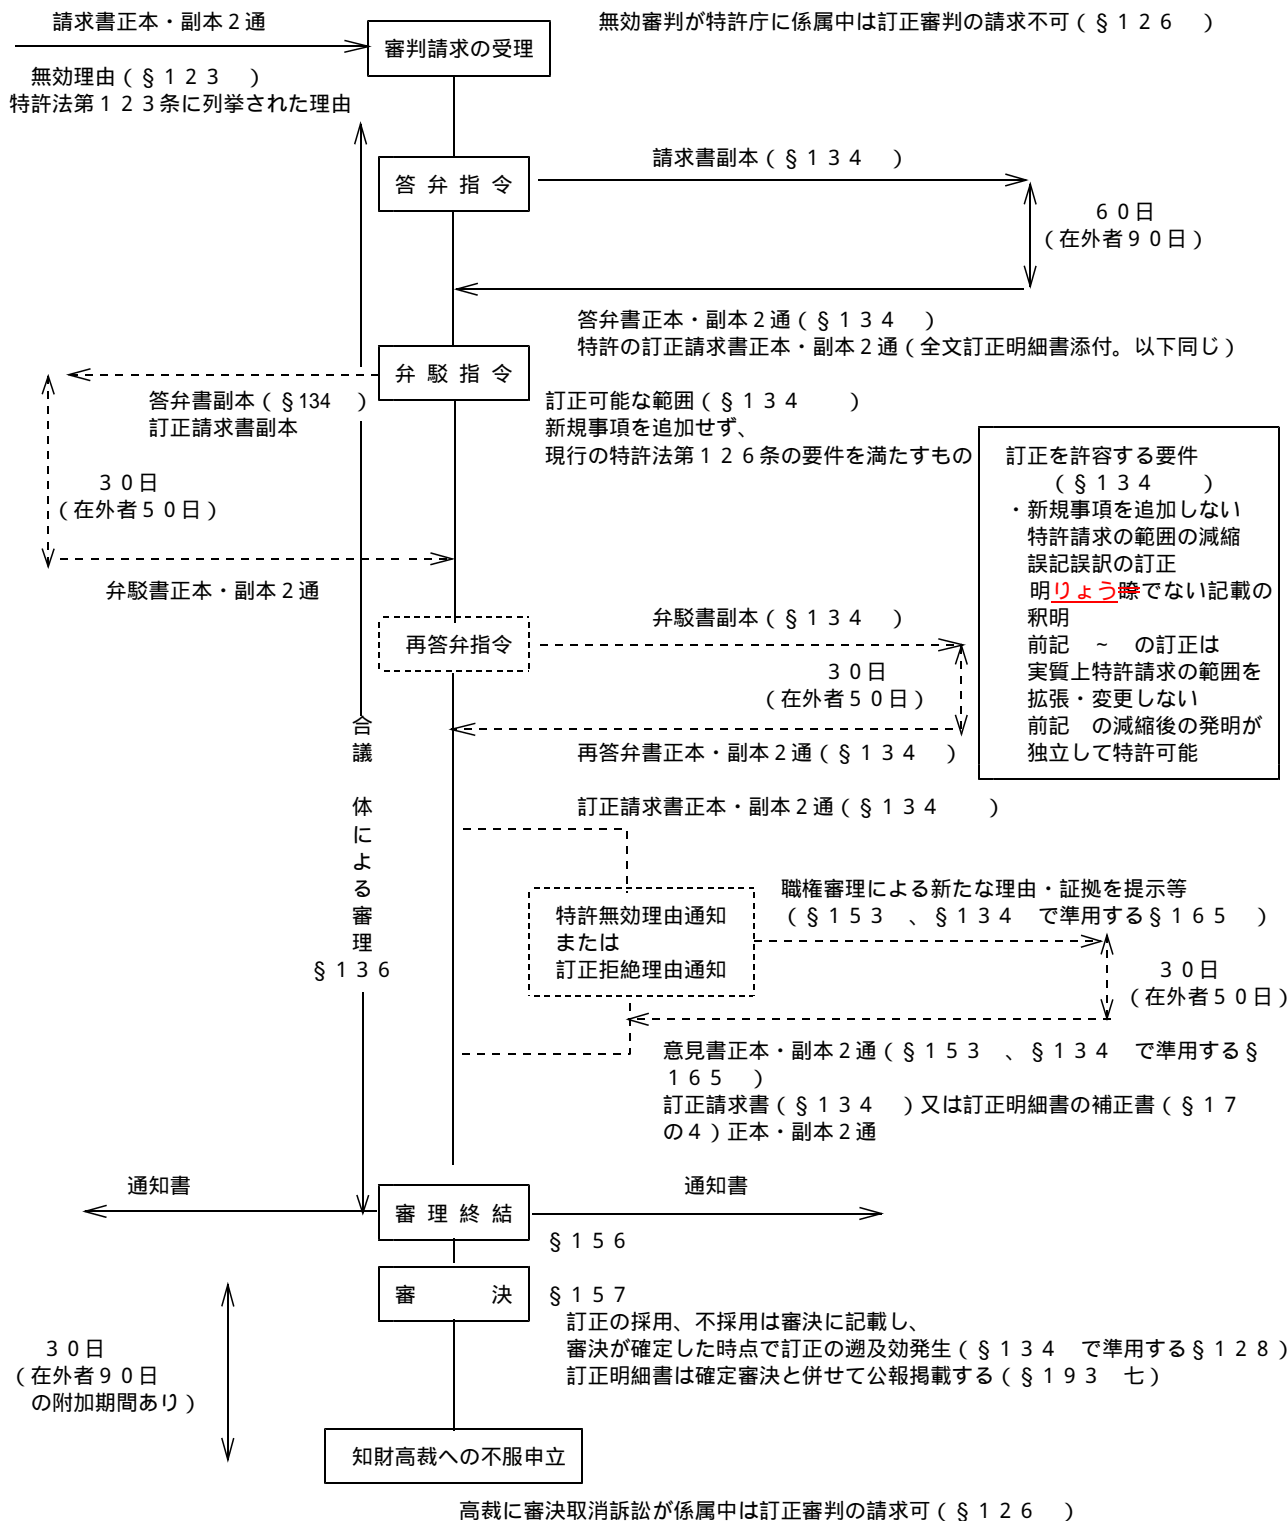 請求書正本・副本２通
無効審判が特許庁に係属中は訂正審判の請求不可（§１２６　）
審判請求の受理
無効理由（§１２３　）
特許法第１２３条に列挙された理由
請求書副本（§１３４　）
答弁指令
６０日
（在外者９０日）
答弁書正本・副本２通（§１３４　）
特許の訂正請求書正本・副本２通（全文訂正明細書添付。以下同じ）
弁駁指令
答弁書副本（§134　）
訂正請求書副本
訂正可能な範囲（§１３４　　）
新規事項を追加せず、
現行の特許法第１２６条の要件を満たすもの
３０日
（在外者５０日）
弁駁書正本・副本２通
訂正を許容する要件
（§１３４　　）
・新規事項を追加しない
特許請求の範囲の減縮
誤記誤訳の訂正
明りょう瞭でない記載の
釈明
前記　～　の訂正は
実質上特許請求の範囲を
拡張・変更しない
前記　の減縮後の発明が
独立して特許可能
弁駁書副本（§１３４　）
再答弁指令
３０日
（在外者５０日）
再答弁書正本・副本２通（§１３４　）
訂正請求書正本・副本２通（§１３４　　）
合議　体による審理
§１３６
職権審理による新たな理由・証拠を提示等
（§１５３　、§１３４　で準用する§１６５　）
特許無効理由通知
または
訂正拒絶理由通知
３０日
（在外者５０日）
意見書正本・副本２通（§１５３　、§１３４　で準用する§
１６５　）
訂正請求書（§１３４　）又は訂正明細書の補正書（§１７
の４）正本・副本２通
通知書
通知書
審理終結
§１５６
審　　決
§１５７
訂正の採用、不採用は審決に記載し、
審決が確定した時点で訂正の遡及効発生（§１３４　で準用する§１２８）
訂正明細書は確定審決と併せて公報掲載する（§１９３　七）
３０日
（在外者９０日
の附加期間あり）
知財高裁への不服申立
高裁に審決取消訴訟が係属中は訂正審判の請求可（§１２６　）